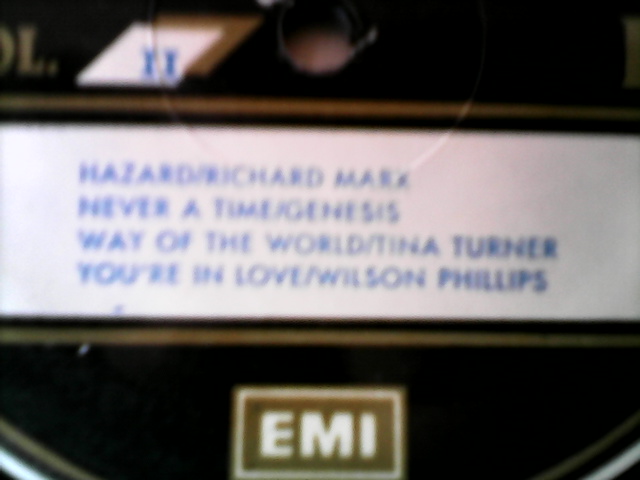 OL. II
HAZARD/RICHARD MARX
NEVER A TIME/GENESIS
WAY OF THE WORLD/TINA TURNER
YOU'RE IN LOVE/WILSON PHILLIPS
EMI